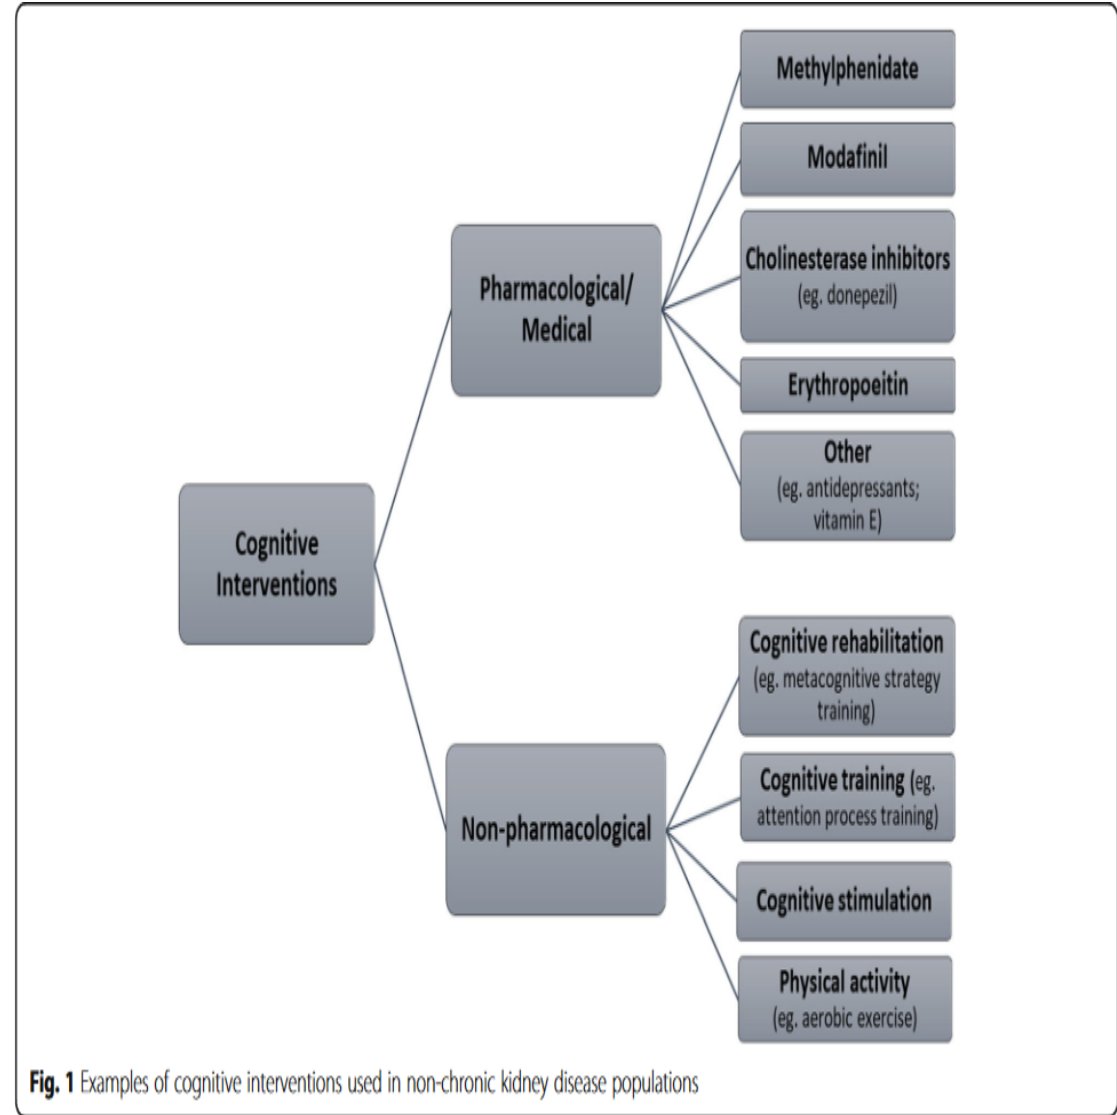 Methylphenidate
Modafinil
Cholinesterase inhibitors
(eg. donepezil)
Pharmacological/
Medical
Erythropoeitin
Other
(eg. antidepressants;
vitamin E)
Cognitive
Interventions
Cognitive rehabilitation
(eg. metacognitive strategy
training)
Cognitive training (eg.
attention process training)
Non-pharmacological
Cognitive stimulation
Physical activity
(eg. aerobic exercise)
Fig. 1 Examples of cognitive interventions used in non-chronic kidney disease populations